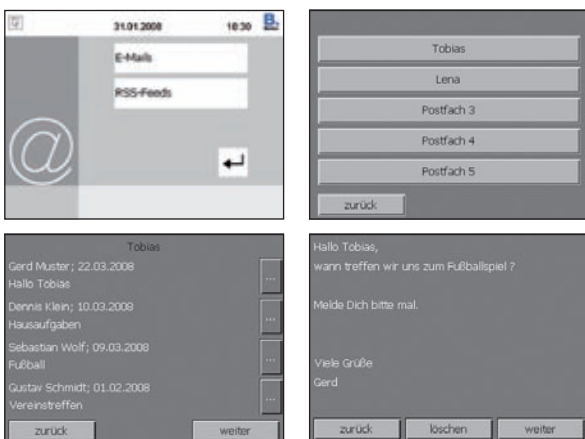 31.01.2008 10:30
E-Mails
RSS-Feeds
@
Tobias
Lena
Postfach 3
Postfach 4
Postfach 5
zurück
Tobias
Gerd Muster; 22.03.2008
Hallo Tobias
...
Dennis Klein; 10.03.2008
Hausaufgaben
...
Sebastian Wolf; 09.03.2008
Fußball
...
Gustav Schmidt; 01.02.2008
Vereinstreffen
...
zurück weiter
Hallo Tobias,
wann treffen wir uns zum Fußballspiel ?
Melde Dich bitte mal.
Viele Grüße
Gerd
zurück löschen weiter